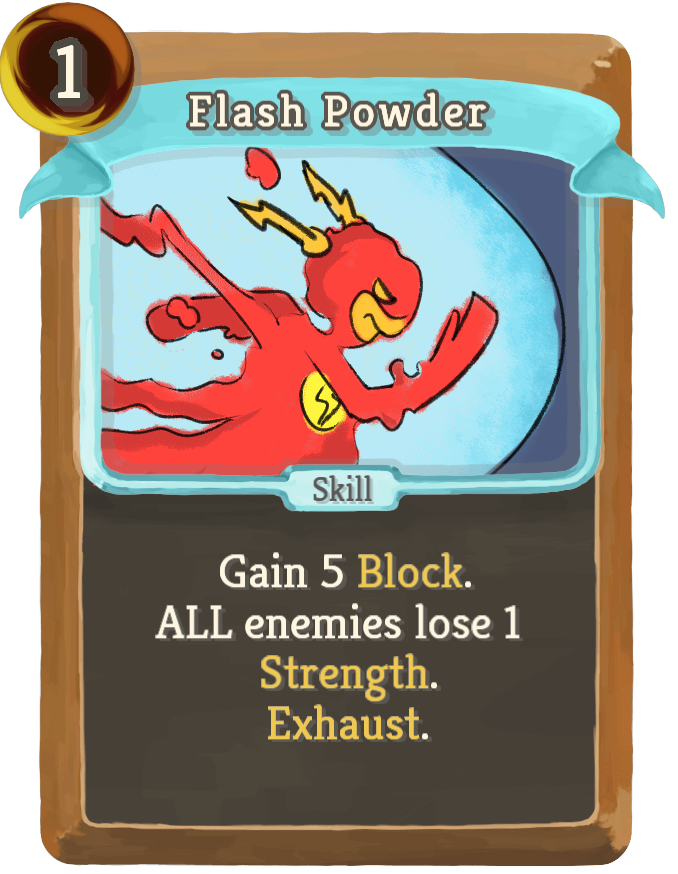 1
Flash Powder
Skill
Gain 5 Block.
ALL enemies lose 1
Strength.
Exhaust.